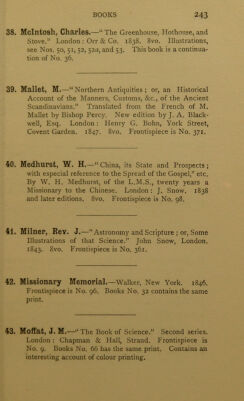 BOOKS 243
38. McIntosh, Charles.—"The Greenhouse, Hothouse, and
Stove." London: Orr & Co. 1838. 8vo. Illustrations,
see Nos. 50, 51, 52, 52a, and 53. This book is a continua-
tion of No. 36.
39. Mallet, M.—"Northern Antiquities; or, an Historical
Account of the Manners, Customs, &c., of the Ancient
Scandinavians." Translated from the French of M.
Mallet by Bishop Percy. New edition by J. A. Black-
well, Esq. London: Henry G. Bohn, York Street,
Covent Garden. 1847. 8vo. Frontispiece is No. 371.
40. Medhurst, W. H.—"China, its State and Prospects;
with especial reference to the Spread of the Gospel," etc.
By W. H. Medhurst, of the L.M.S., twenty years a
Missionary to the Chinese. London: J. Snow. 1838
and later editions. 8vo. Frontispiece is No. 98.
41. Milner, Rev. J.—"Astronomy and Scripture; or, Some
Illustrations of that Science." John Snow, London.
1843. 8vo. Frontispiece is No. 361.
42. Missionary Memorial.—Walker, New York. 1846.
Frontispiece is No. 96. Books No. 32 contains the same
print.
43. Moffat, J. M.—"The Book of Science." Second series.
London: Chapman & Hall, Strand. Frontispiece is
No. 9. Books No. 66 has the same print. Contains an
interesting account of colour printing.